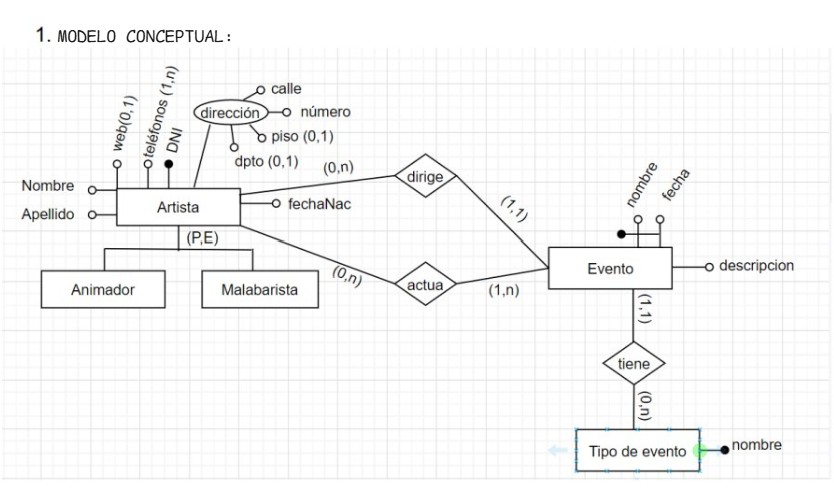 1. MODELO CONCEPTUAL:
web(0,1)
teléfonos (1,n)
DNI
dirección
calle
número
piso (0,1)
dpto (0,1)
Nombre
Apellido
Artista
fechaNac
(P,E)
Animador
Malabarista
(0,n)
dirige
(1,1)
(0,n)
actua
(1,n)
nombre
fecha
Evento
descripcion
(1,1)
tiene
(0,n)
Tipo de evento
nombre